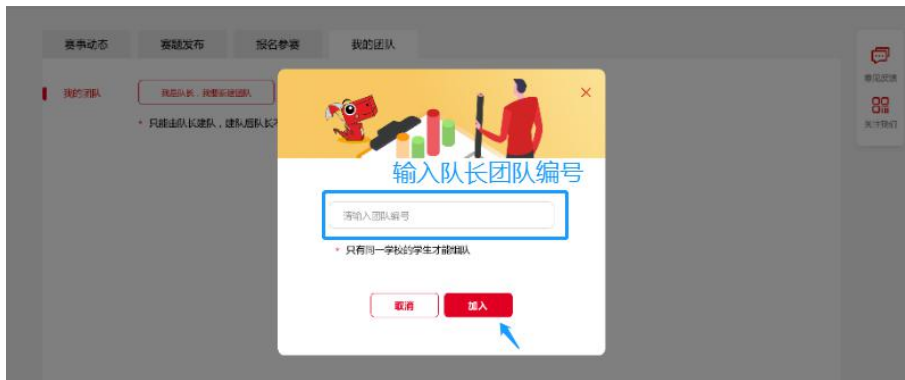 赛事动态
赛题发布
报名参赛
我的团队
我的团队
我是队长，我要新建团队
* 只能由队长建队，建队后队长不
输入队长团队编号
请输入团队编号
* 只有同一学校的学生才能组队
取消
加入
意见反馈
关注我们